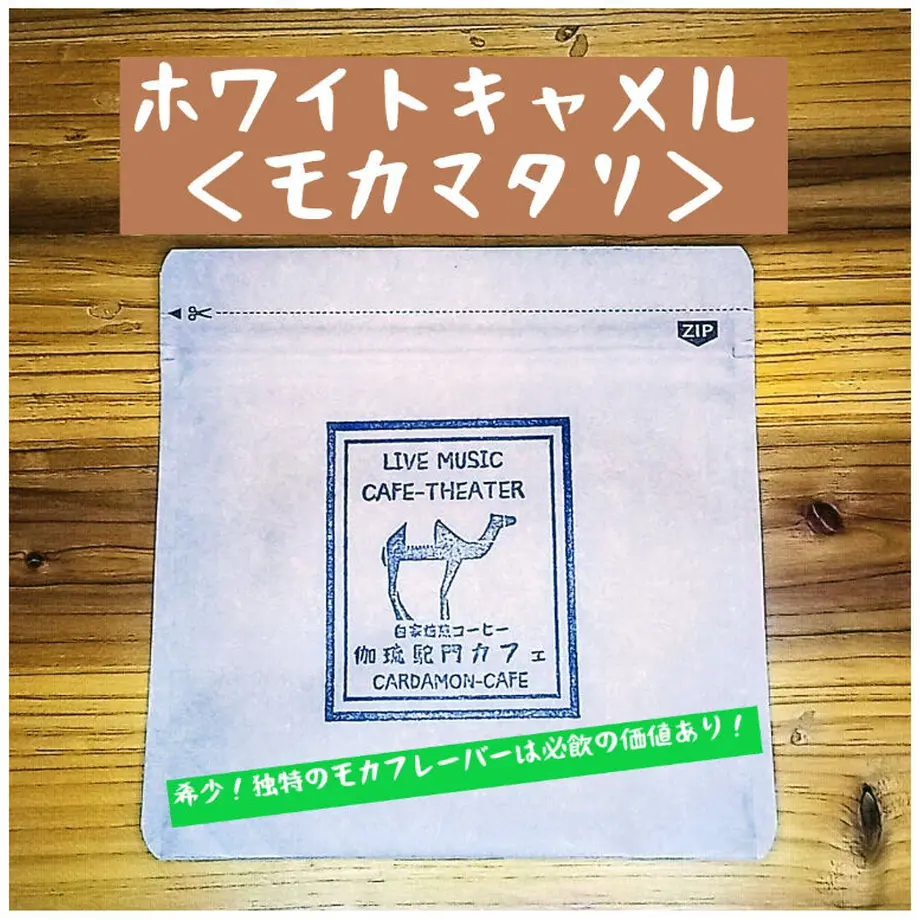 ホワイトキャメル
＜モカマタリ＞
ZIP
LIVE MUSIC
CAFE-THEATER
自家焙煎コーヒー
伽琉駝門カフェ
CARDAMON-CAFE
希少！独特のモカフレーバーは必飲の価値あり！